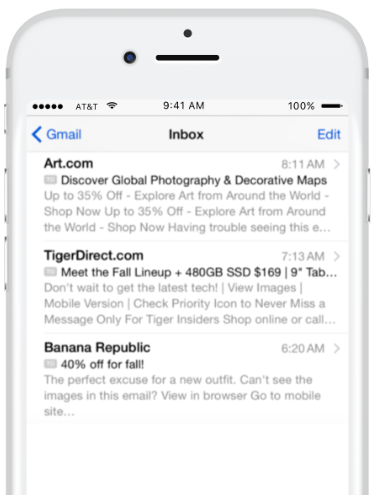 AT&T 9:41 AM 100%
Gmail Inbox Edit
Art.com 8:11 AM
Discover Global Photography & Decorative Maps
Up to 35% Off - Explore Art from Around the World -
Shop Now Up to 35% Off - Explore Art from Around
the World - Shop Now Having trouble seeing this e…
TigerDirect.com 7:13 AM
Meet the Fall Lineup + 480GB SSD $169 | 9" Tab…
Don't wait to get the latest tech! | View Images |
Mobile Version | Check Priority Icon to Never Miss a
Message Only For Tiger Insiders Shop online or call…
Banana Republic 6:20 AM
40% off for fall!
The perfect excuse for a new outfit. Can't see the
images in this email? View in browser Go to mobile
site…